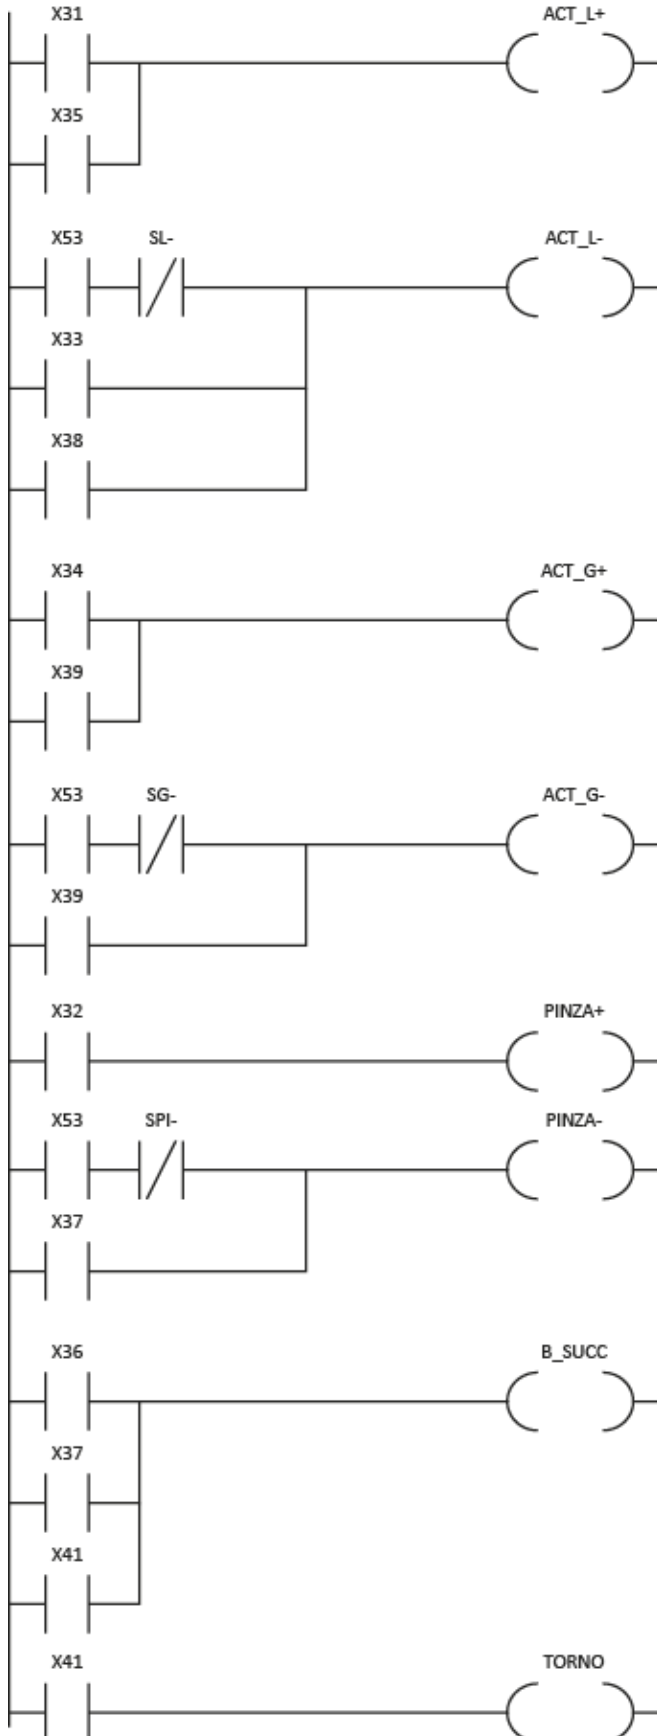 X31 ACT_L+
X35
X53 SL- ACT_L-
X33
X38
X34 ACT_G+
X39
X53 SG- ACT_G-
X39
X32 PINZA+
X53 SPI- PINZA-
X37
X36 B_SUCC
X37
X41
X41 TORNO